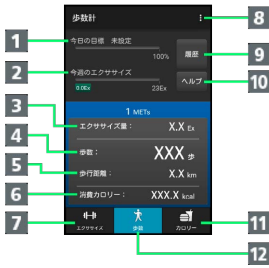 歩数計
8
1
今日の目標 未設定
100%
履歴
9
2
今週のエクササイズ
0.0Ex
23Ex
ヘルプ
10
1 METs
3
エクササイズ量：
X.X Ex
4
歩数：
XXX 歩
5
歩行距離：
X.X km
6
消費カロリー：
XXX.X kcal
7
エクササイズ
歩数
カロリー
11
12